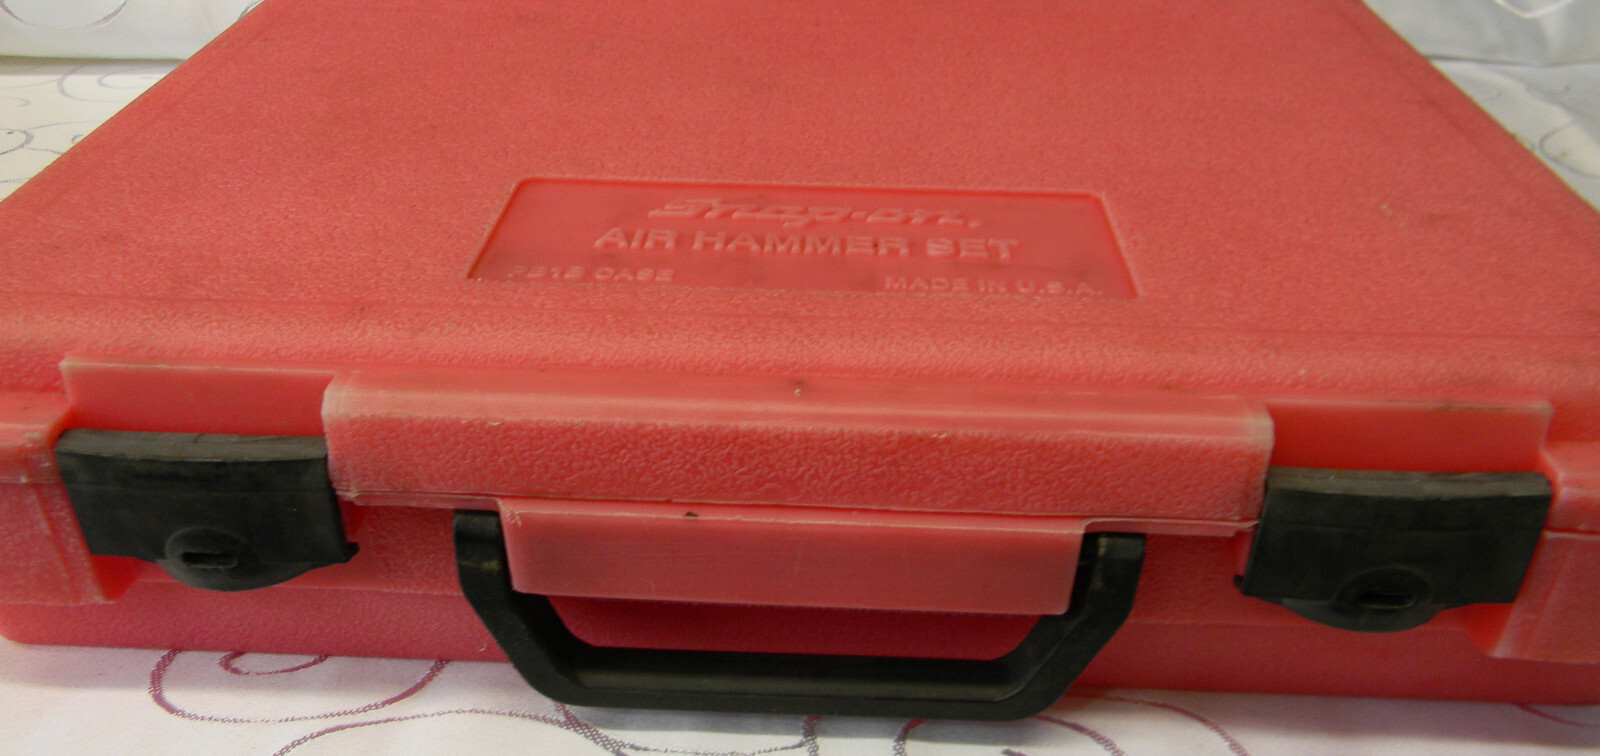 Snap-on.
AIR HAMMER SET
CASE MADE IN U.S.A.